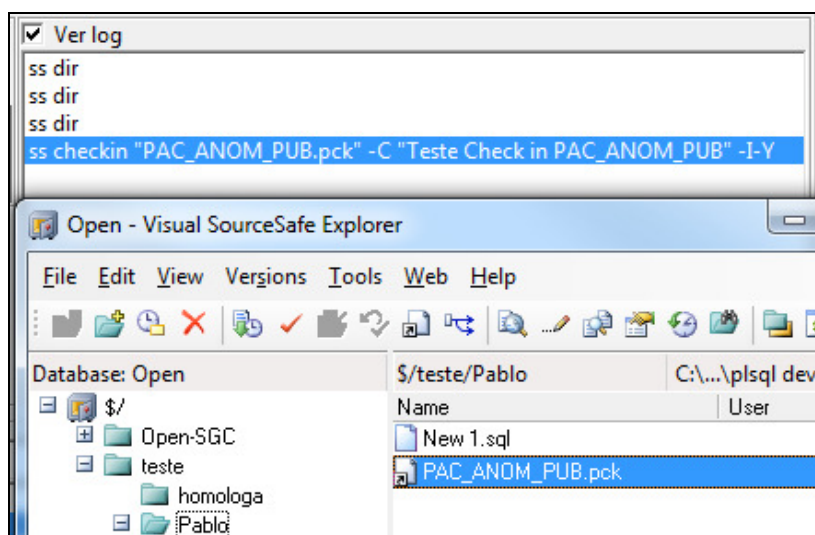 Ver log
ss dir
ss dir
ss dir
ss checkin "PAC_ANOM_PUB.pck" -C "Teste Check in PAC_ANOM_PUB" -I-Y
Open - Visual SourceSafe Explorer
File Edit View Versions Tools Web Help
Database: Open
$/teste/Pablo
C:\...\plsql dev
Name
User
$/
Open-SGC
teste
homologa
Pablo
New 1.sql
PAC_ANOM_PUB.pck